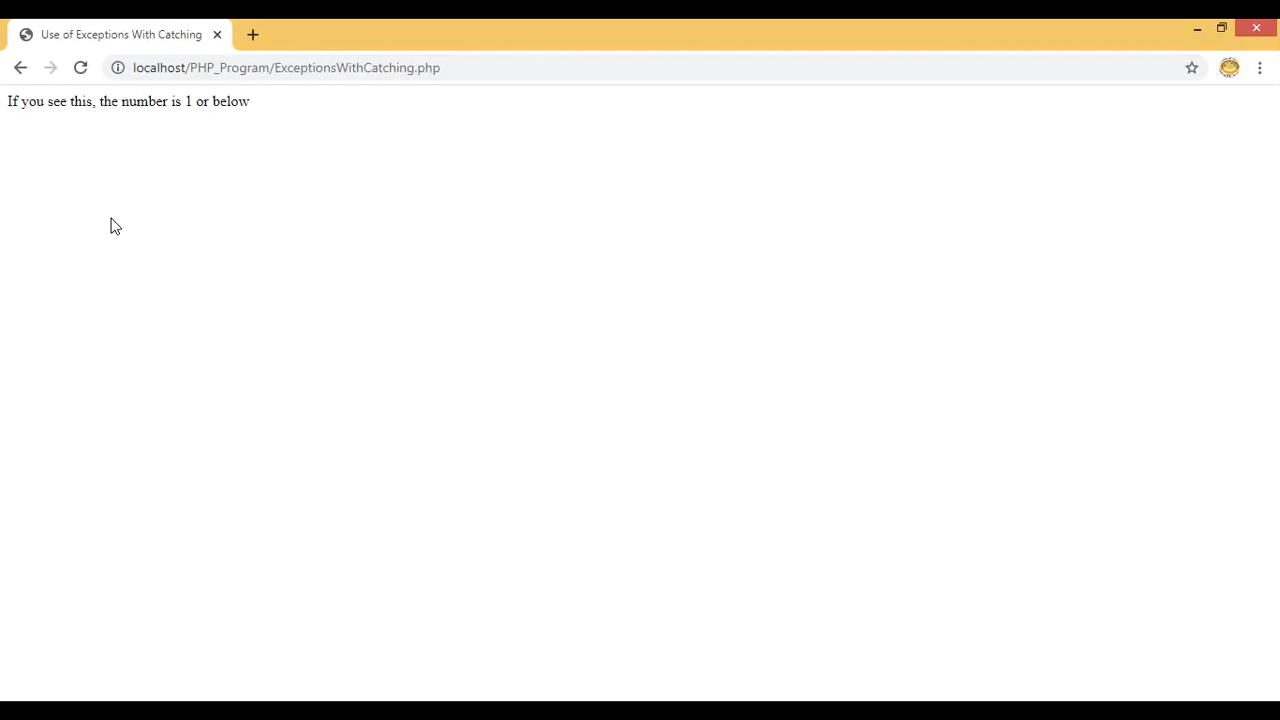 Use of Exceptions With Catching
localhost/PHP_Program/ExceptionsWithCatching.php
If you see this, the number is 1 or below